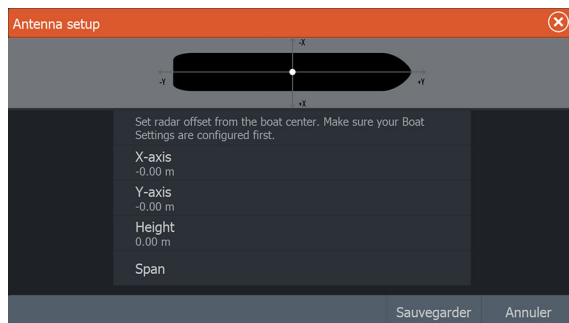 Antenna setup
-X
-Y
+Y
+X
Set radar offset from the boat center. Make sure your Boat
Settings are configured first.
X-axis
-0.00 m
Y-axis
-0.00 m
Height
0.00 m
Span
Sauvegarder Annuler